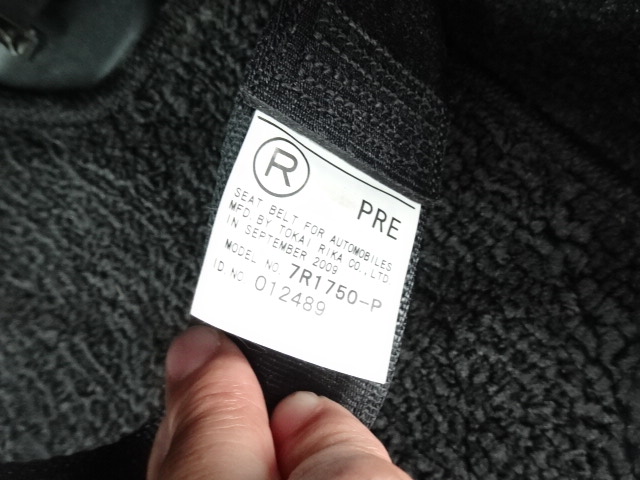 R
PRE
SEAT BELT FOR AUTOMOBILES
MFD BY TOKAI RIKA CO., LTD
IN SEPTEMBER 2009
MODEL NO 7R1750-P
ID.NO. 012489